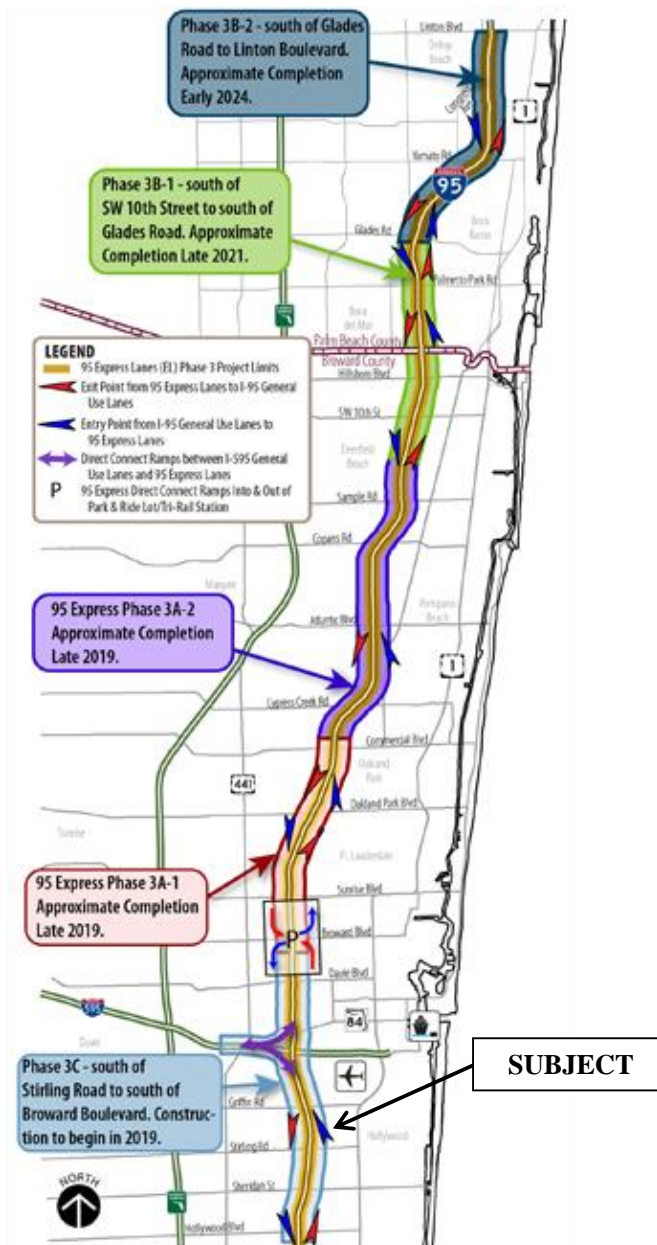 Phase 3B-2 - south of Glades
Road to Linton Boulevard.
Approximate Completion
Early 2024.
Linton Blvd
Delray
Beach
1
Yamato Rd
95
Phase 3B-1 - south of
SW 10th Street to south of
Glades Road. Approximate
Completion Late 2021.
Glades Rd
Boca
Raton
Palmetto Park Rd
Boca
del Mar
Palm Beach County
Broward County
Hillsboro Blvd
LEGEND
95 Express Lanes (EL) Phase 3 Project Limits
Exit Point from 95 Express Lanes to I-95 General
Use Lanes
Entry Point from I-95 General Use Lanes to
95 Express Lanes
Direct Connect Ramps between I-595 General
Use Lanes and 95 Express Lanes
P
95 Express Direct Connect Ramps Into & Out of
Park & Ride Lot/Tri-Rail Station
SW 10th St
Deerfield
Beach
Sample Rd
Copans Rd
Margate
95 Express Phase 3A-2
Approximate Completion
Late 2019.
Atlantic Blvd
Pompano
Beach
1
Cypress Creek Rd
Commercial Blvd
Oakland
Park
441
Oakland Park Blvd
Sunrise
Ft. Lauderdale
95 Express Phase 3A-1
Approximate Completion
Late 2019.
Sunrise Blvd
P
Broward Blvd
Davie Blvd
595
84
Davie
Phase 3C - south of
Stirling Road to south of
Broward Boulevard. Construc-
tion to begin in 2019.
SUBJECT
Griffin Rd
Hollywood
Stirling Rd
Sheridan St
NORTH
Hollywood Blvd